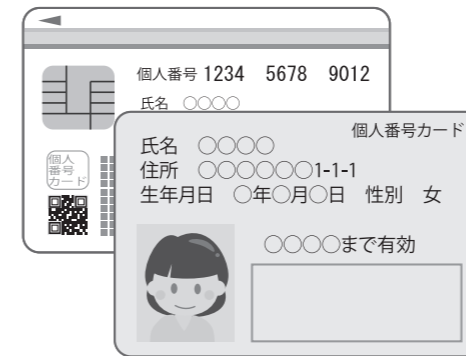 個人番号 1234 5678 9012
氏名 ○○○○
個人
番号
カード
個人番号カード
氏名 ○○○○
住所 ○○○○○○1-1-1
生年月日 ○年○月○日 性別 女
○○○○まで有効